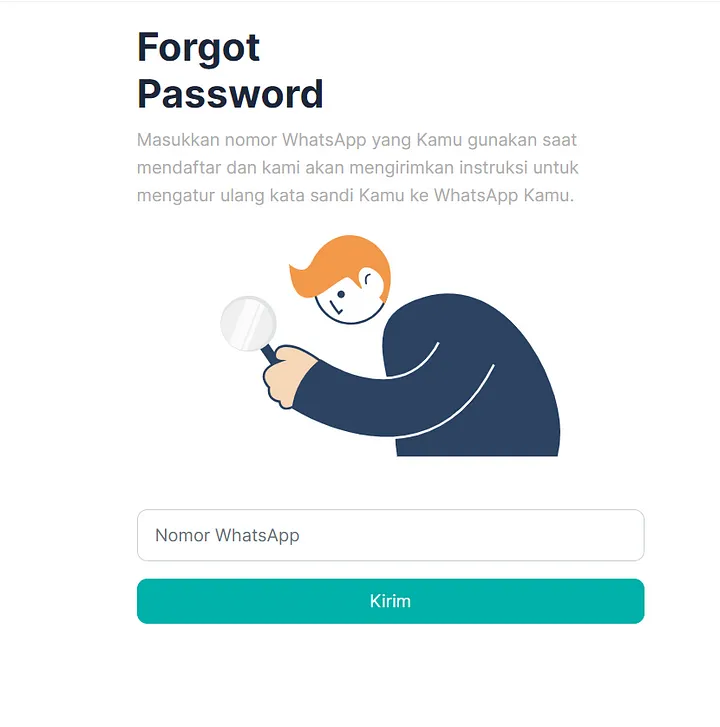 Forgot
Password
Masukkan nomor WhatsApp yang Kamu gunakan saat
mendaftar dan kami akan mengirimkan instruksi untuk
mengatur ulang kata sandi Kamu ke WhatsApp Kamu.
Nomor WhatsApp
Kirim